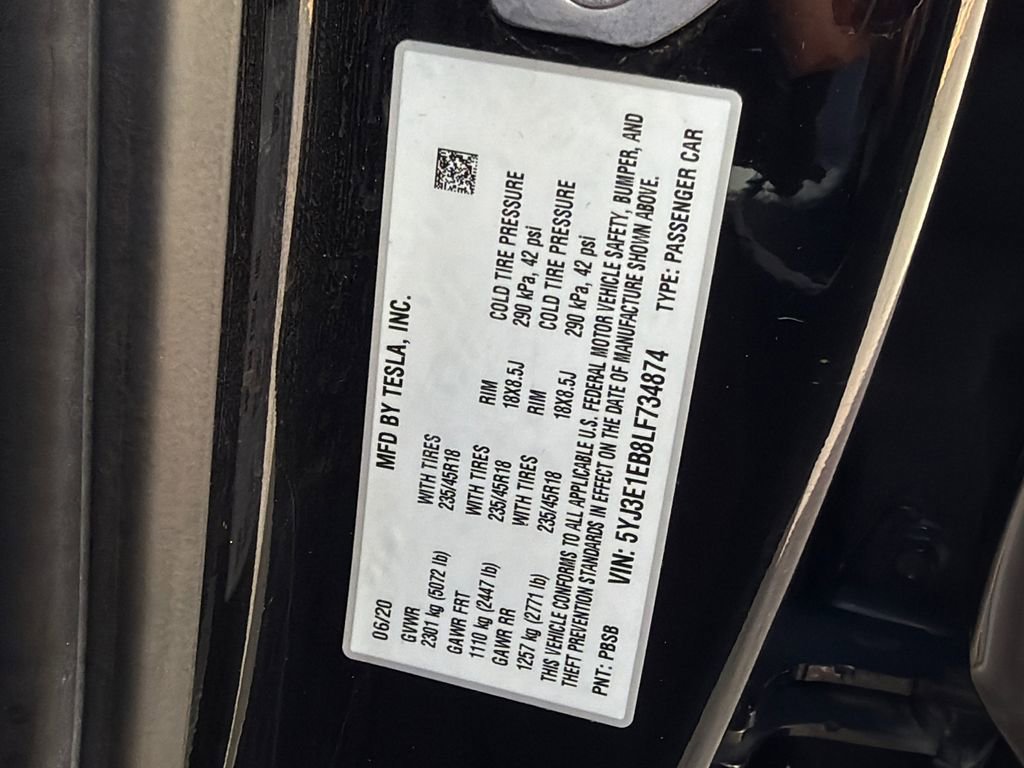 MFD BY TESLA, INC.
06/20
GVWR
2301 kg (5072 lb) WITH TIRES
235/45R18
GAWR FRT
1110 kg (2447 lb) WITH TIRES
235/45R18 RIM
18X8.5J COLD TIRE PRESSURE
290 kPa, 42 psi
GAWR RR
1257 kg (2771 lb) WITH TIRES
235/45R18 RIM
18X8.5J COLD TIRE PRESSURE
290 kPa, 42 psi
THIS VEHICLE CONFORMS TO ALL APPLICABLE U.S. FEDERAL MOTOR VEHICLE SAFETY, BUMPER, AND
THEFT PREVENTION STANDARDS IN EFFECT ON THE DATE OF MANUFACTURE SHOWN ABOVE.
PNT: PBSB VIN: 5YJ3E1EB8LF734874 TYPE: PASSENGER CAR